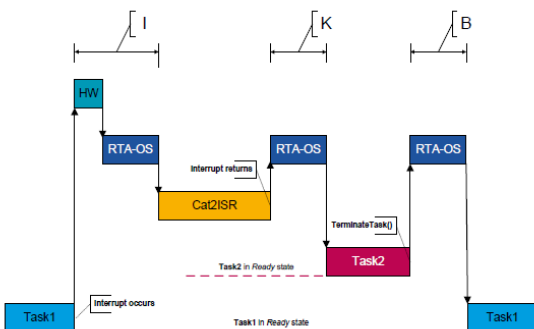 I
K
B
HW
RTA-OS
RTA-OS
RTA-OS
Interrupt returns
Cat2ISR
TerminateTask()
Task2
Task2 in Ready state
Task1
Interrupt occurs
Task1 in Ready state
Task1